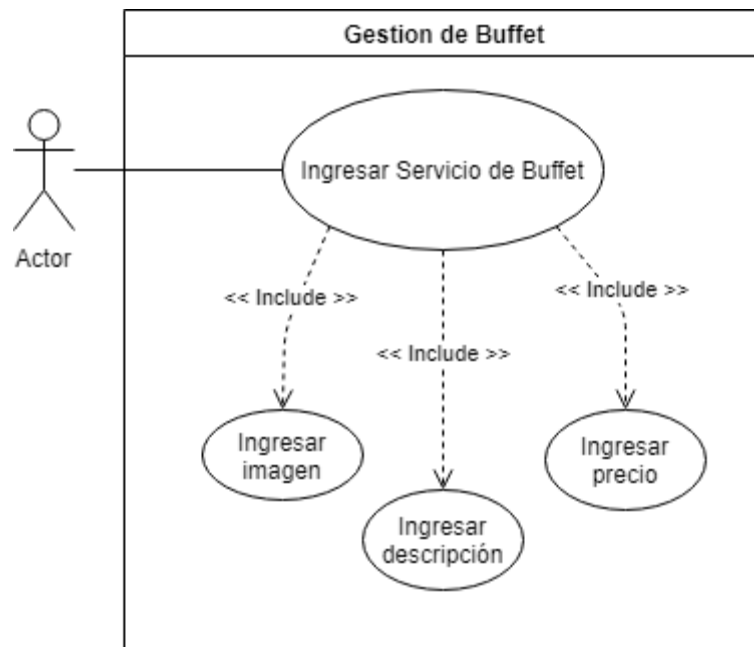 Gestion de Buffet
Ingresar Servicio de Buffet
Actor
<< Include >>
<< Include >>
<< Include >>
Ingresar
imagen
Ingresar
precio
Ingresar
descripción